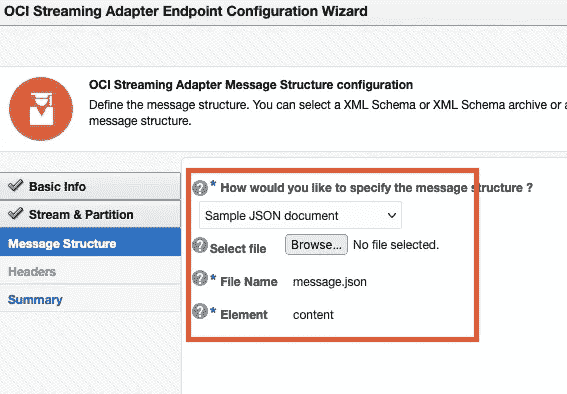 OCI Streaming Adapter Endpoint Configuration Wizard
OCI Streaming Adapter Message Structure configuration
Define the message structure. You can select a XML Schema or XML Schema archive or a
message structure.
Basic Info
Stream & Partition
Message Structure
Headers
Summary
? * How would you like to specify the message structure ?
Sample JSON document
? Select file Browse... No file selected.
? * File Name message.json
? * Element content